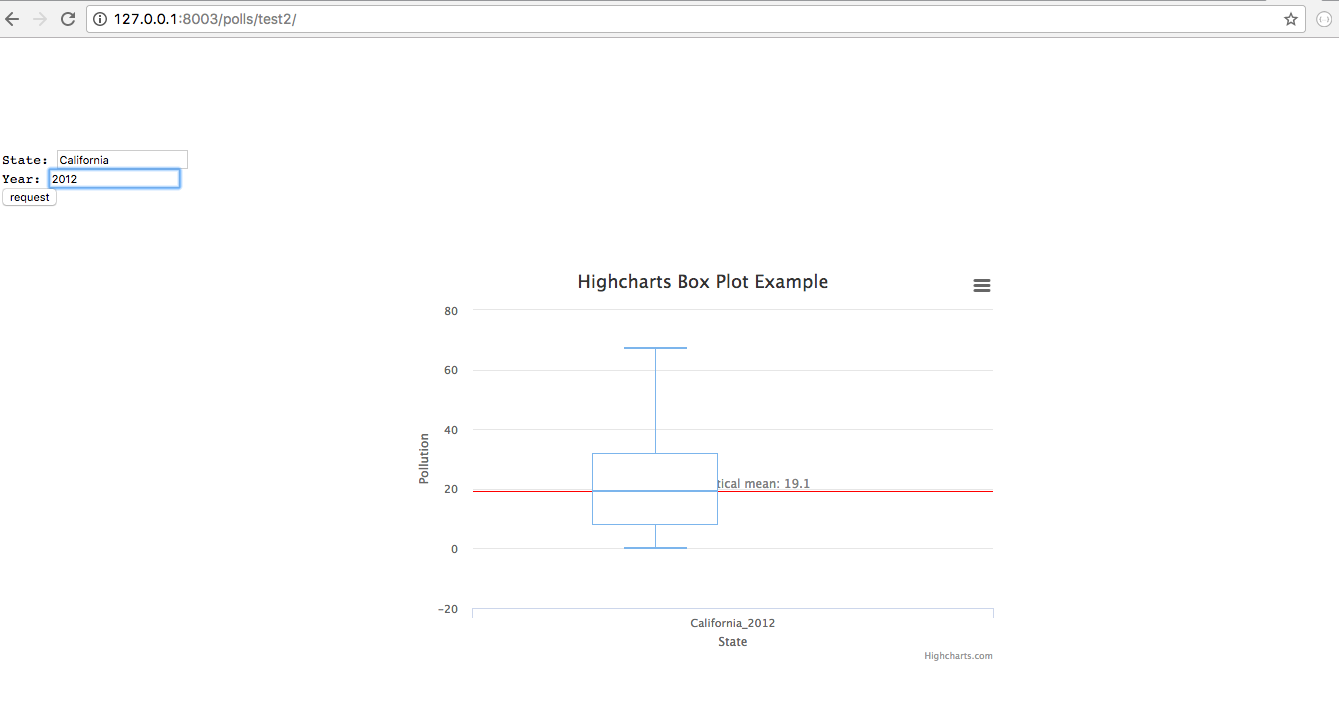 127.0.0.1:8003/polls/test2/
State: California
Year: 2012
request
Highcharts Box Plot Example
80
60
40
20
0
-20
Pollution
tical mean: 19.1
California_2012
State
Highcharts.com